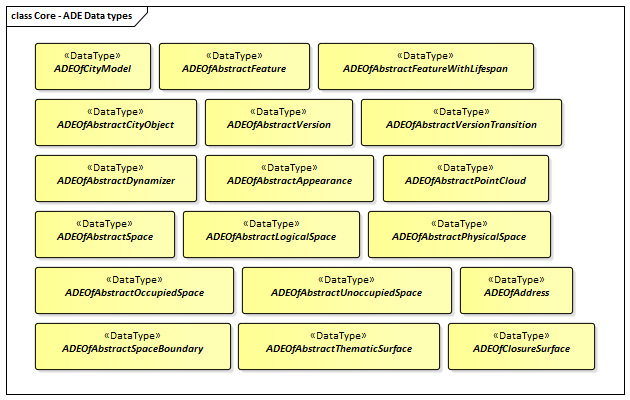 class Core - ADE Data types
«DataType» «DataType» «DataType»
ADEOfCityModel ADEOfAbstractFeature ADEOfAbstractFeatureWithLifespan
«DataType» «DataType» «DataType»
ADEOfAbstractCityObject ADEOfAbstractVersion ADEOfAbstractVersionTransition
«DataType» «DataType» «DataType»
ADEOfAbstractDynamizer ADEOfAbstractAppearance ADEOfAbstractPointCloud
«DataType» «DataType» «DataType»
ADEOfAbstractSpace ADEOfAbstractLogicalSpace ADEOfAbstractPhysicalSpace
«DataType» «DataType» «DataType»
ADEOfAbstractOccupiedSpace ADEOfAbstractUnoccupiedSpace ADEOfAddress
«DataType» «DataType» «DataType»
ADEOfAbstractSpaceBoundary ADEOfAbstractThematicSurface ADEOfClosureSurface